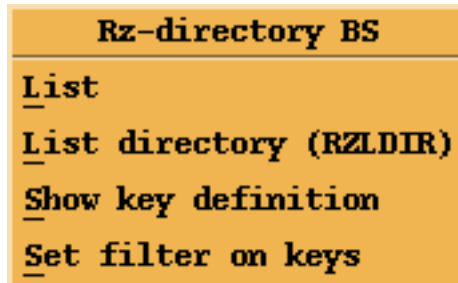 Rz-directory BS
List
List directory (RZLDIR)
Show key definition
Set filter on keys